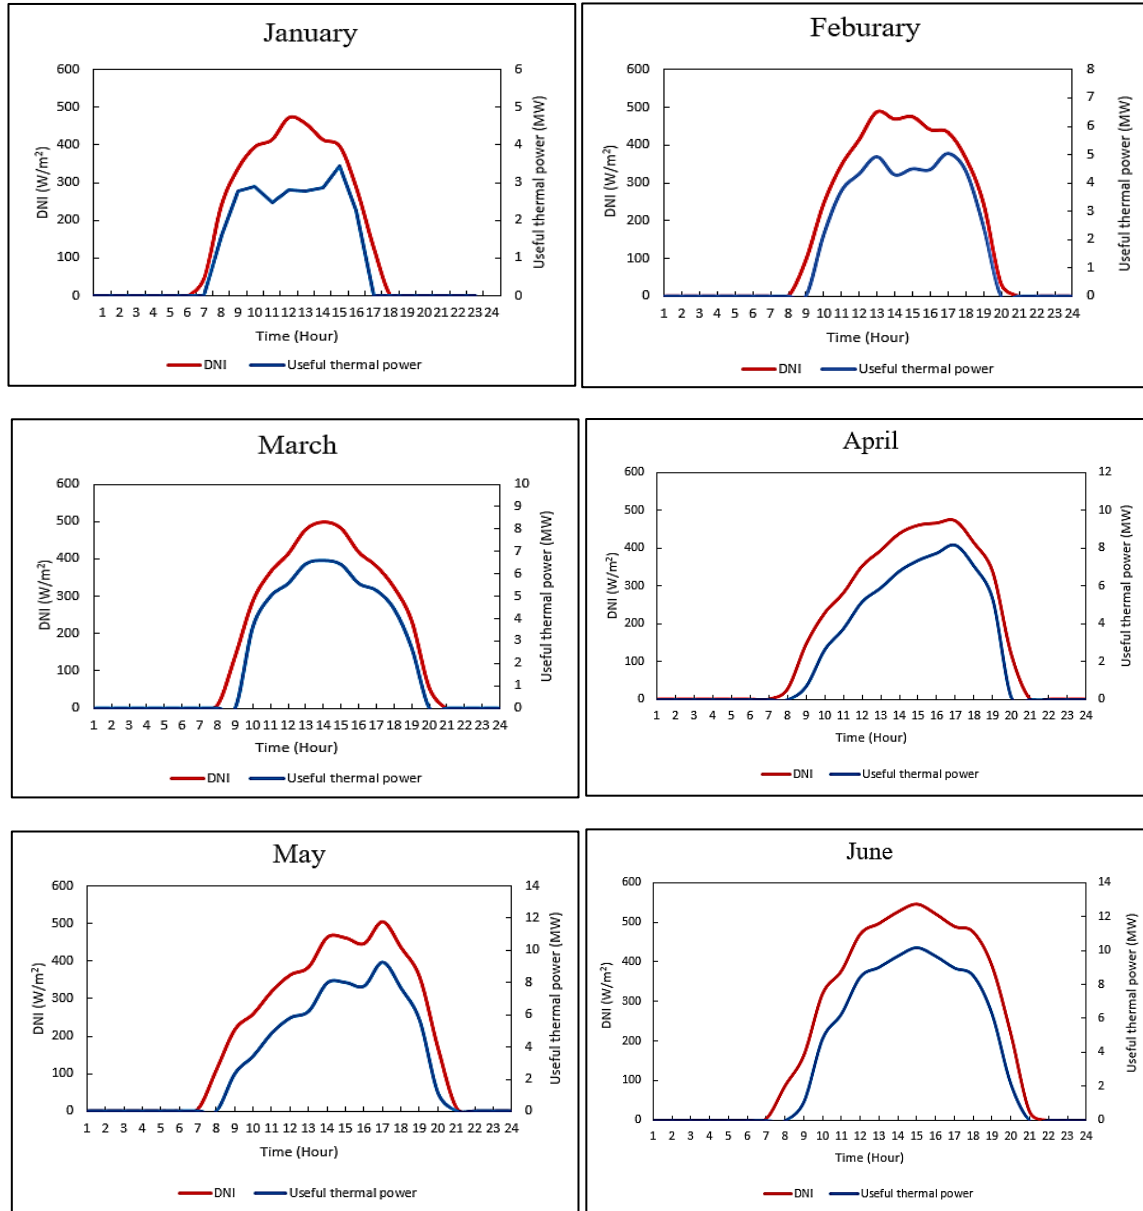 January
600
500
400
300
200
100
0
6
5
4
3
2
1
0
DNI (W/m²)
Useful thermal power (MW)
1 2 3 4 5 6 7 8 9 10 11 12 13 14 15 16 17 18 19 20 21 22 23 24
Time (Hour)
DNI Useful thermal power
Feburary
600
500
400
300
200
100
0
8
7
6
5
4
3
2
1
0
DNI (W/m²)
Useful thermal power (MW)
1 2 3 4 5 6 7 8 9 10 11 12 13 14 15 16 17 18 19 20 21 22 23 24
Time (Hour)
DNI Useful thermal power
March
600
500
400
300
200
100
0
10
9
8
7
6
5
4
3
2
1
0
DNI (W/m²)
Useful thermal power (MW)
1 2 3 4 5 6 7 8 9 10 11 12 13 14 15 16 17 18 19 20 21 22 23 24
Time (Hour)
DNI Useful thermal power
April
600
500
400
300
200
100
0
12
10
8
6
4
2
0
DNI (W/m²)
Useful thermal power (MW)
1 2 3 4 5 6 7 8 9 10 11 12 13 14 15 16 17 18 19 20 21 22 23 24
Time (Hour)
DNI Useful thermal power
May
600
500
400
300
200
100
0
14
12
10
8
6
4
2
0
DNI (W/m²)
Useful thermal power (MW)
1 2 3 4 5 6 7 8 9 10 11 12 13 14 15 16 17 18 19 20 21 22 23 24
Time (Hour)
DNI Useful thermal power
June
600
500
400
300
200
100
0
14
12
10
8
6
4
2
0
DNI (W/m²)
Useful thermal power (MW)
1 2 3 4 5 6 7 8 9 10 11 12 13 14 15 16 17 18 19 20 21 22 23 24
Time (Hour)
DNI Useful thermal power